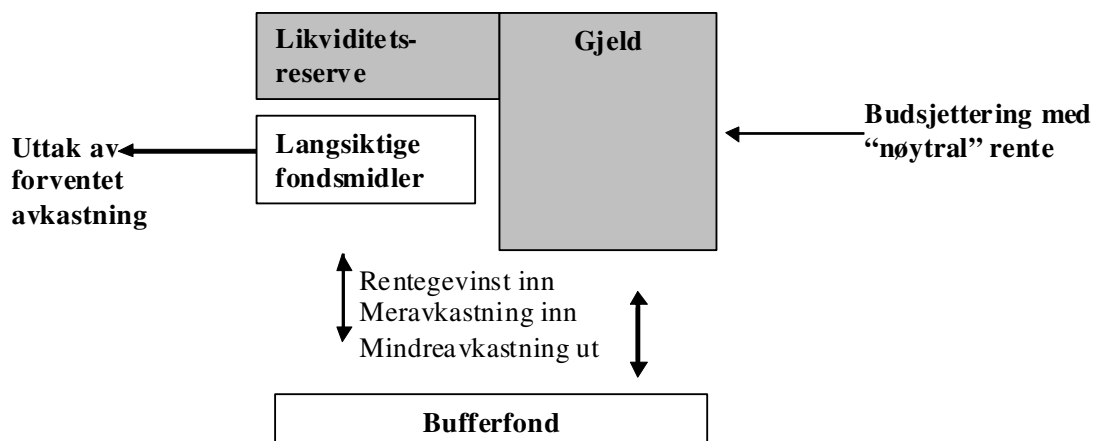 Likviditets-
reserve
Gjeld
Budsjettering med
“nøytral” rente
Uttak av
forventet
avkastning
Langsiktige
fondsmidler
Rentegevinst inn
Meravkastning inn
Mindreavkastning ut
Bufferfond